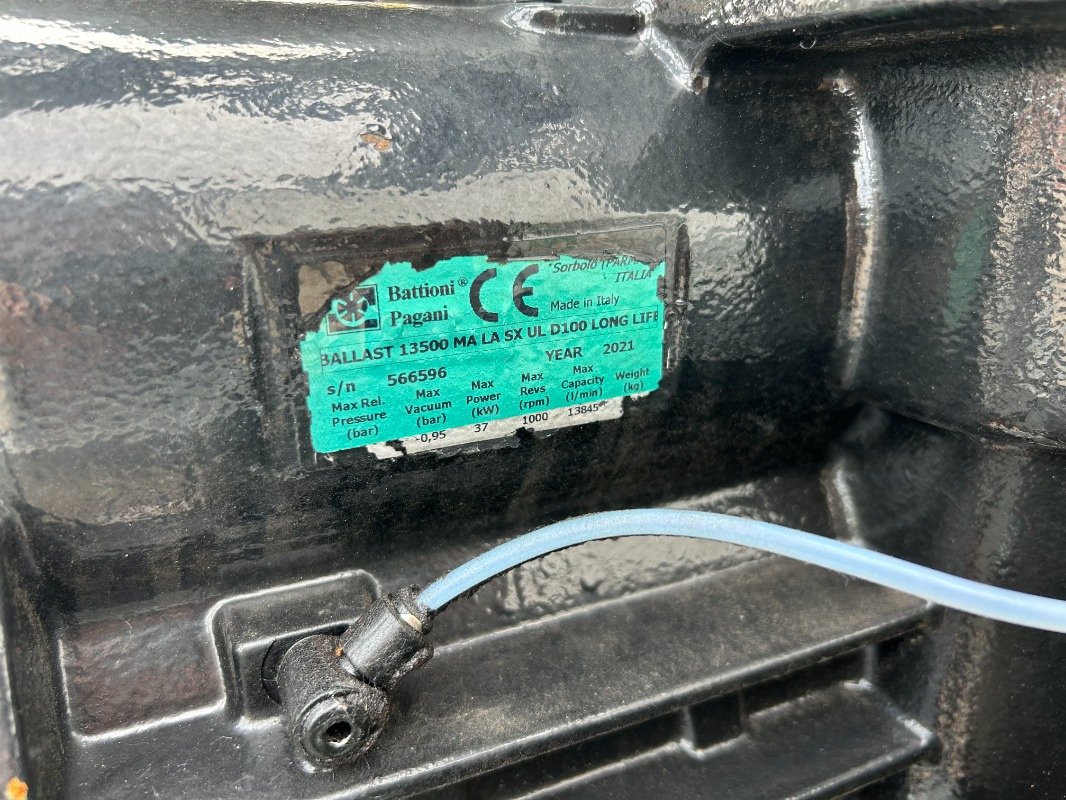 Battioni®
Pagani
CE
Sorbolo (PARMA
ITALIA
Made in Italy
BALLAST 13500 MA LA SX UL D100 LONG LIFE
s/n 566596 YEAR 2021
Max Rel. Pressure (bar)
Max Vacuum (bar)
Max Power (kW)
Max Revs (rpm)
Max Capacity (l/min)
Weight (kg)
-0,95 37 1000 13845